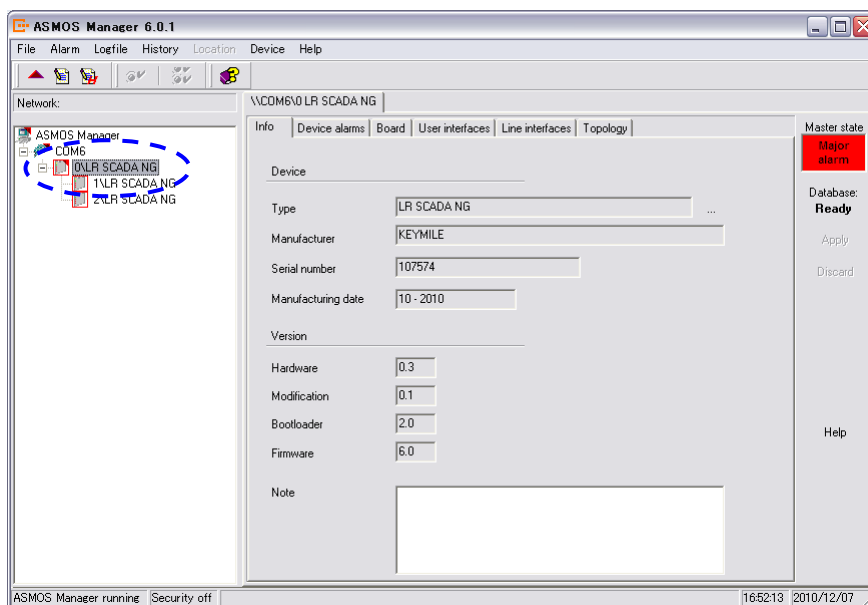 ASMOS Manager 6.0.1
File Alarm Logfile History Location Device Help
Network:
ASMOS Manager
COM6
0\LR SCADA NG
1\LR SCADA NG
2\LR SCADA NG
\\COM6\0 LR SCADA NG
Info Device alarms Board User interfaces Line interfaces Topology
Device
Type LR SCADA NG ...
Manufacturer KEYMILE
Serial number 107574
Manufacturing date 10 - 2010
Version
Hardware 0.3
Modification 0.1
Bootloader 2.0
Firmware 6.0
Note
Master state
Major
alarm
Database:
Ready
Apply
Discard
Help
ASMOS Manager running Security off 16:52:13 2010/12/07